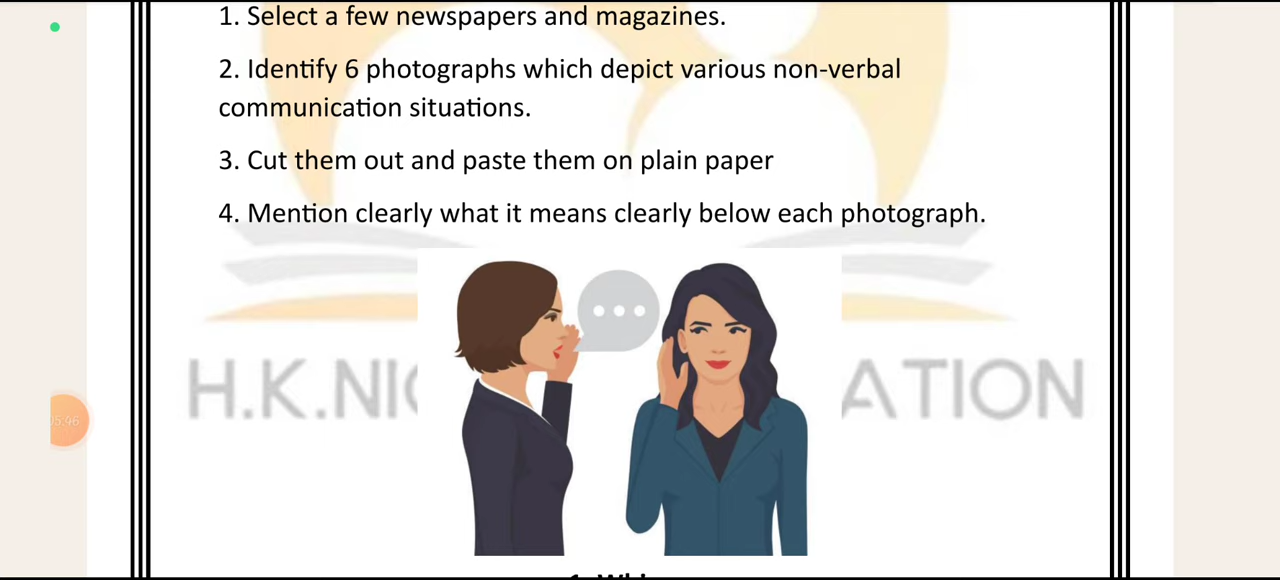 1. Select a few newspapers and magazines.
2. Identify 6 photographs which depict various non-verbal
communication situations.
3. Cut them out and paste them on plain paper
4. Mention clearly what it means clearly below each photograph.
H.K.NI ATION
05:96